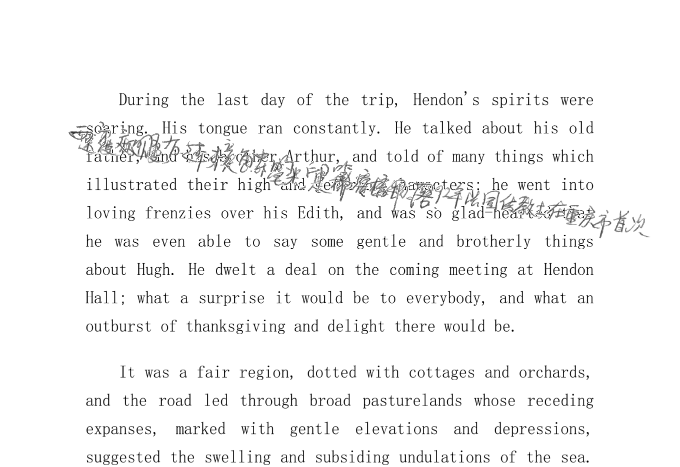 During the last day of the trip, Hendon's spirits were
soaring. His tongue ran constantly. He talked about his old
father, and his brother Arthur, and told of many things which
illustrated their high and generous characters; he went into
loving frenzies over his Edith, and was so glad-hearted that
he was even able to say some gentle and brotherly things
about Hugh. He dwelt a deal on the coming meeting at Hendon
Hall; what a surprise it would be to everybody, and what an
outburst of thanksgiving and delight there would be.
It was a fair region, dotted with cottages and orchards,
and the road led through broad pasturelands whose receding
expanses, marked with gentle elevations and depressions,
suggested the swelling and subsiding undulations of the sea.
在重庆市首次